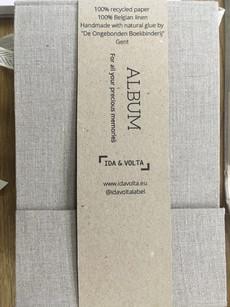 100% recycled paper
100% Belgian linen
Handmade with natural glue by
"De Ongebonden Boekbinderij"
Gent
ALBUM
For all your precious memories
IDA & VOLTA
www.idavolta.eu
@idavoltalabel